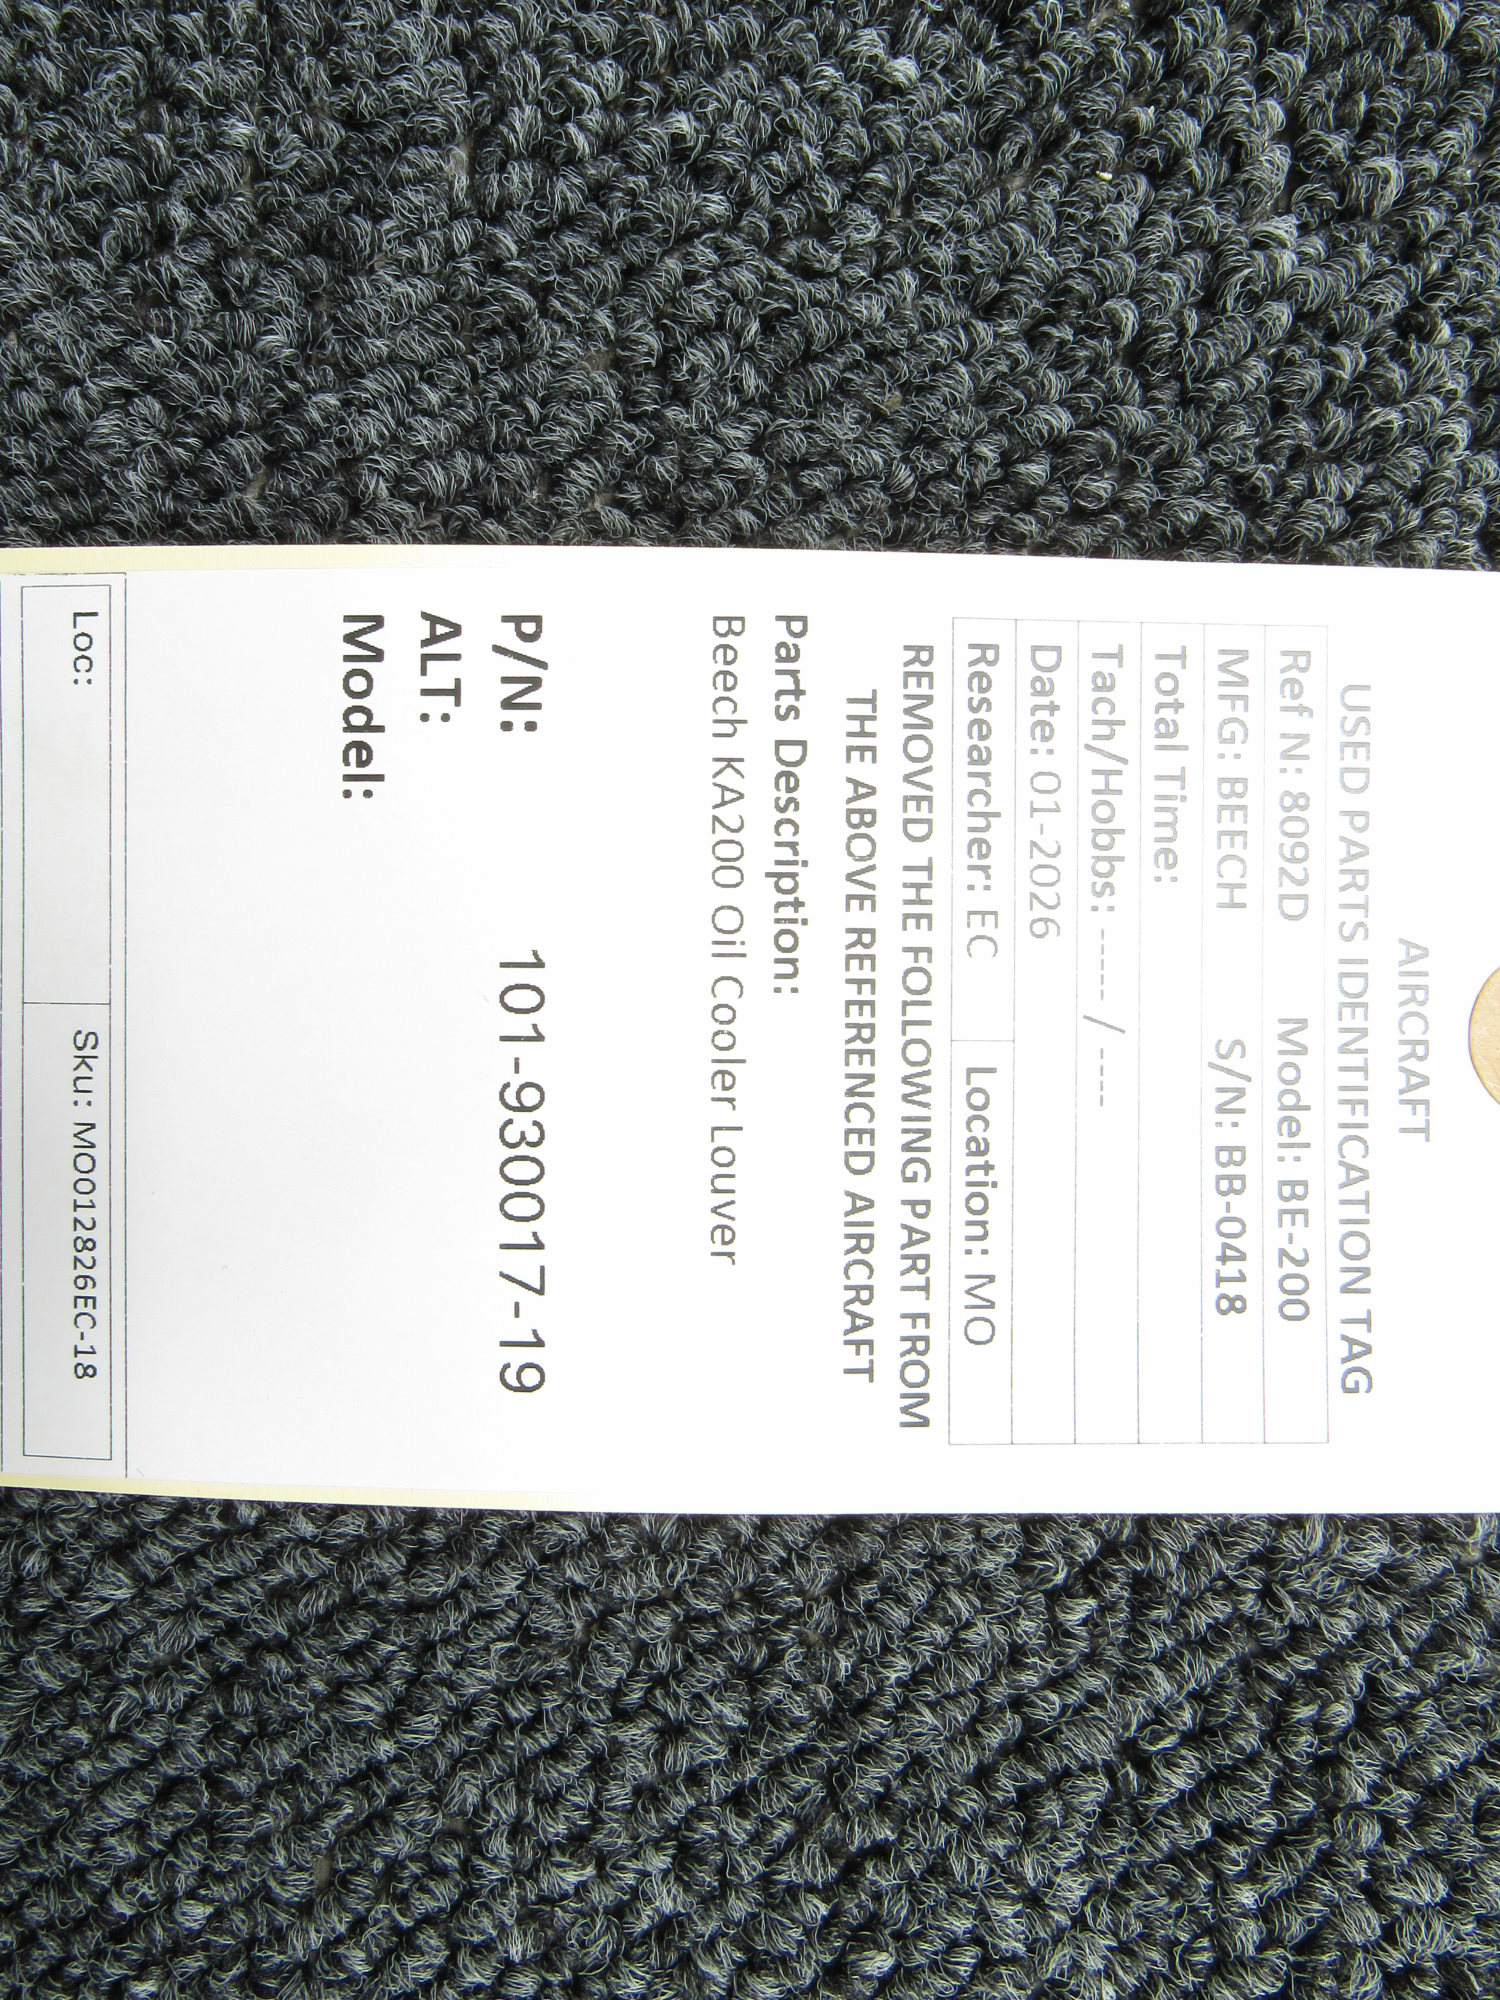 AIRCRAFT
USED PARTS IDENTIFICATION TAG
Ref N: 8092D Model: BE-200
MFG: BEECH S/N: BB-0418
Total Time:
Tach/Hobbs: ----- / ----
Date: 01-2026
Researcher: EC Location: MO
REMOVED THE FOLLOWING PART FROM
THE ABOVE REFERENCED AIRCRAFT
Parts Description:
Beech KA200 Oil Cooler Louver
P/N: 101-930017-19
ALT:
Model:
Loc: Sku: MO012826EC-18